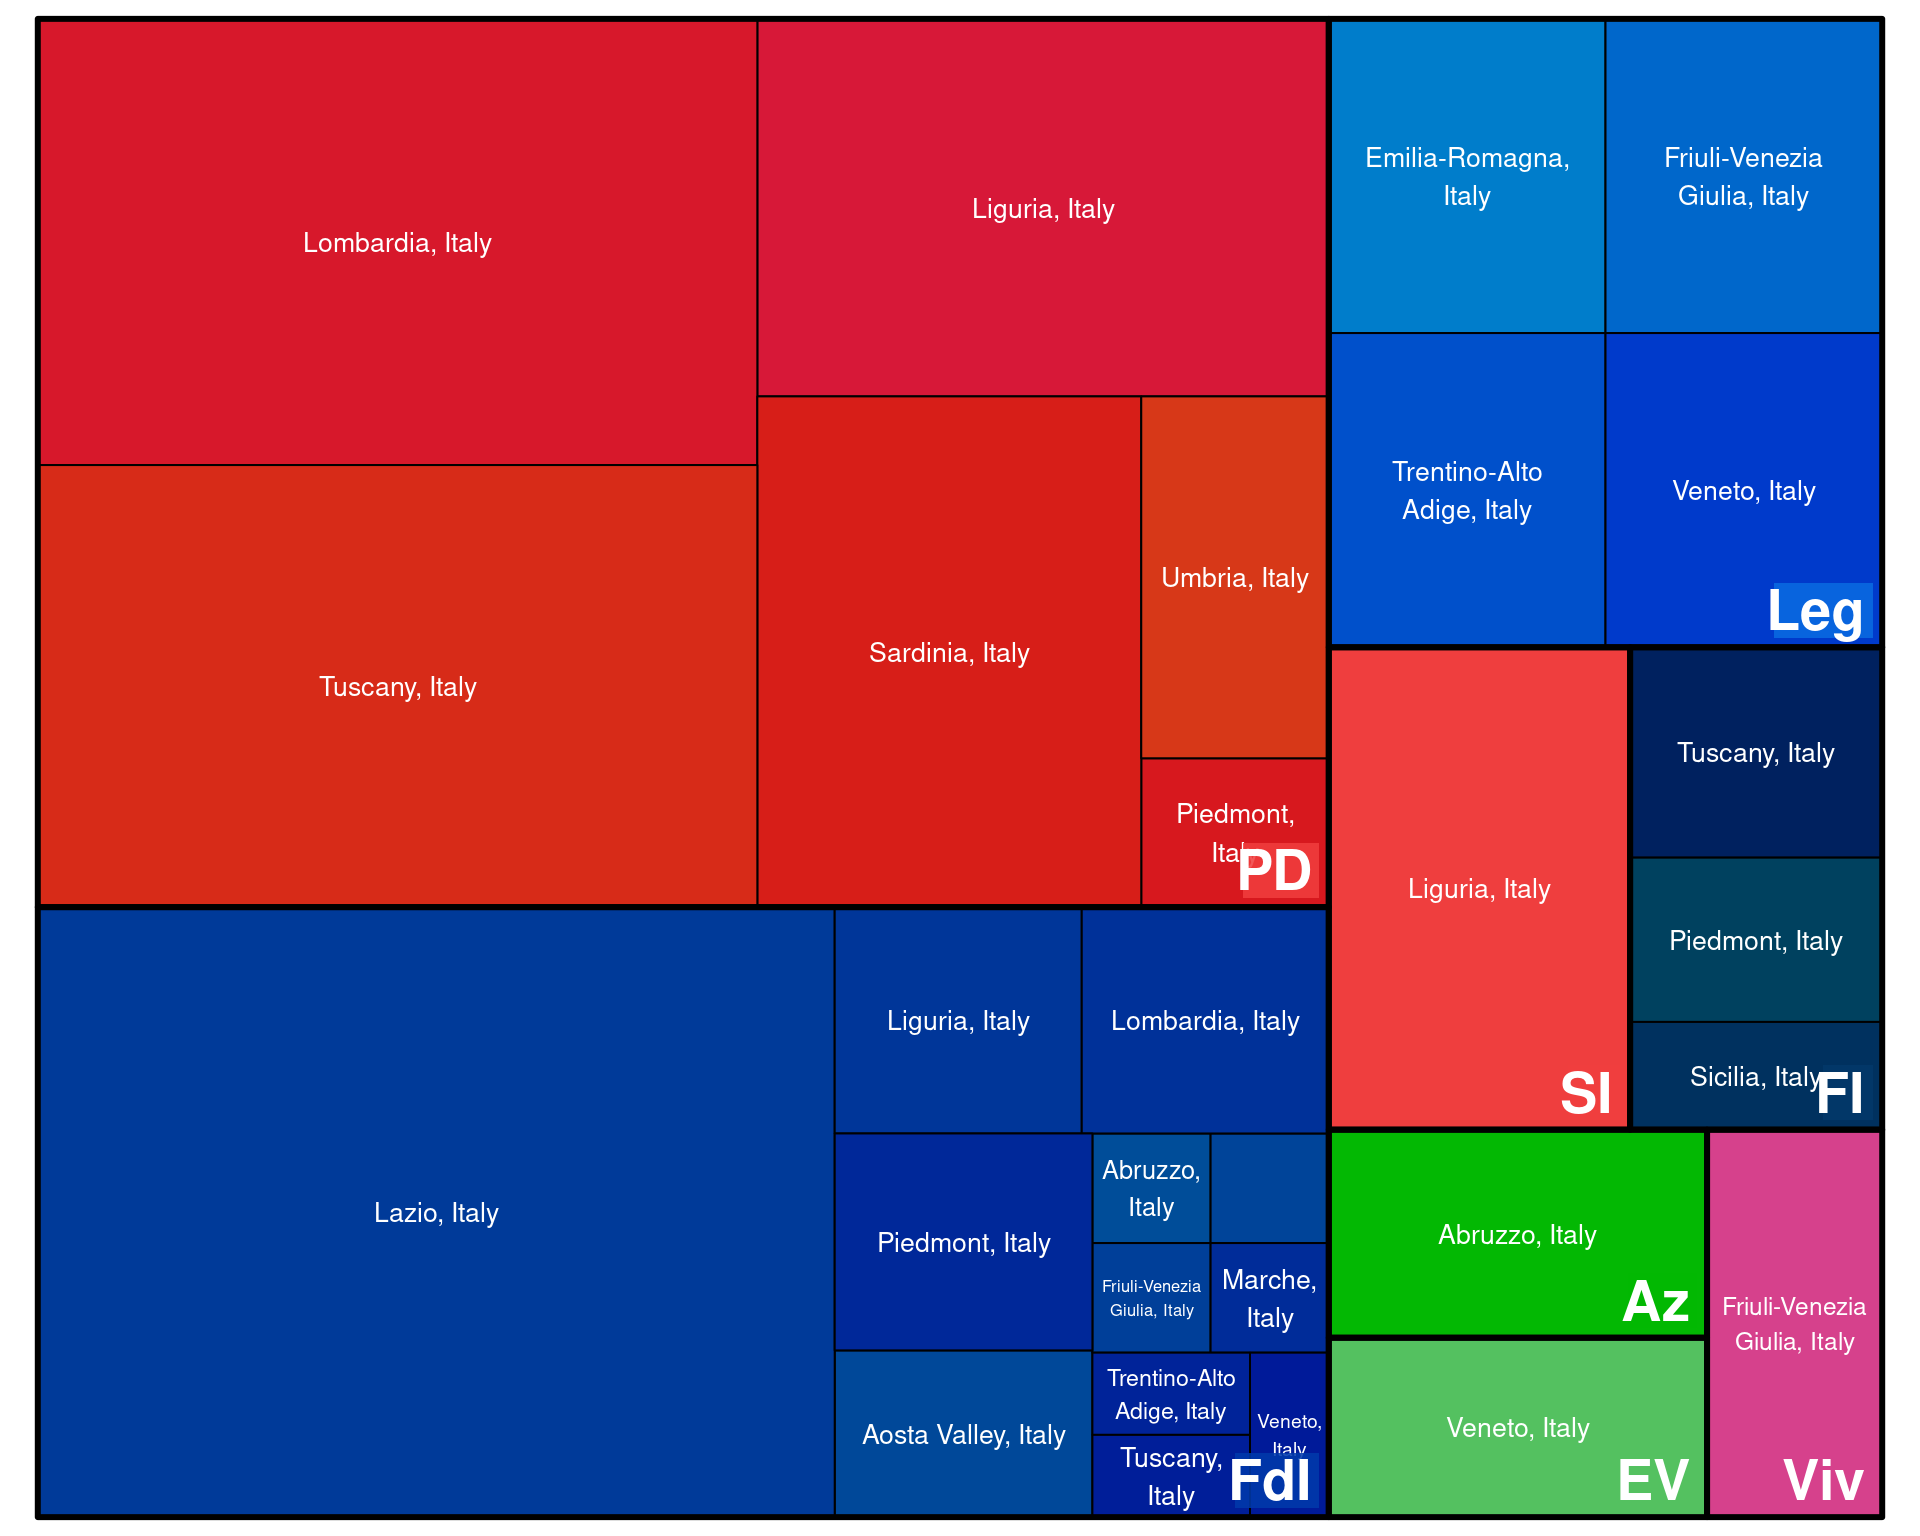 Lombardia, Italy
Liguria, Italy
Tuscany, Italy
Sardinia, Italy
Umbria, Italy
Piedmont,
Italy
PD
Emilia-Romagna,
Italy
Friuli-Venezia
Giulia, Italy
Trentino-Alto
Adige, Italy
Veneto, Italy
Leg
Liguria, Italy
SI
Tuscany, Italy
Piedmont, Italy
Sicilia, Italy
FI
Lazio, Italy
Liguria, Italy
Lombardia, Italy
Piedmont, Italy
Aosta Valley, Italy
Abruzzo,
Italy
Friuli-Venezia
Giulia, Italy
Marche,
Italy
Trentino-Alto
Adige, Italy
Tuscany,
Italy
Veneto,
Italy
FdI
Abruzzo, Italy
Az
Veneto, Italy
EV
Friuli-Venezia
Giulia, Italy
Viv